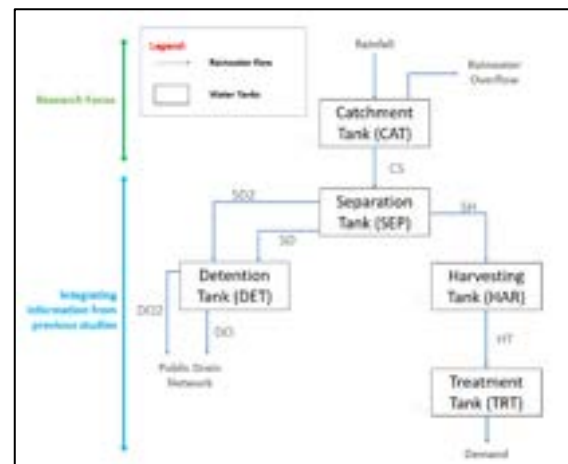 Legend:
Rainwater flow
Water Tanks
Rainfall
Rainwater
Overflow
Research Focus
Catchment
Tank (CAT)
CS
Separation
Tank (SEP)
SD2
SD
SH
Integrating
information from
previous studies
Detention
Tank (DET)
Harvesting
Tank (HAR)
DO2
DO
HT
Public Drain
Network
Treatment
Tank (TRT)
Demand